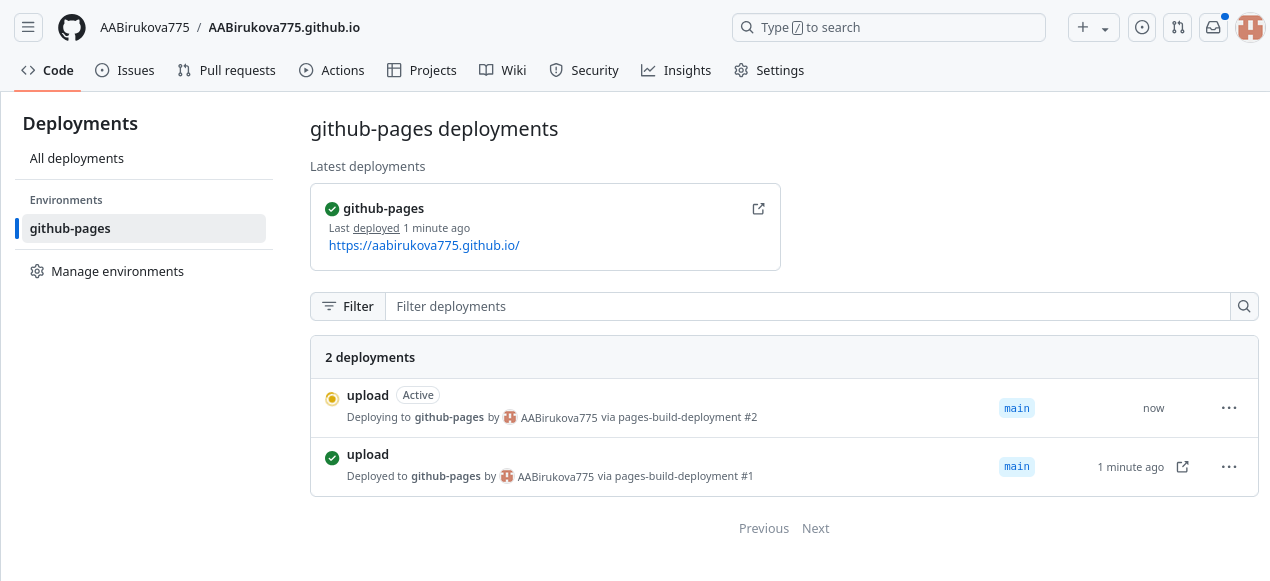 AABirukova775 / AABirukova775.github.io
Type / to search
Code Issues Pull requests Actions Projects Wiki Security Insights Settings
Deployments
All deployments
Environments
github-pages
Manage environments
github-pages deployments
Latest deployments
github-pages
Last deployed 1 minute ago
https://aabirukova775.github.io/
Filter Filter deployments
2 deployments
upload Active
Deploying to github-pages by AABirukova775 via pages-build-deployment #2
main now
upload
Deployed to github-pages by AABirukova775 via pages-build-deployment #1
main 1 minute ago
Previous Next